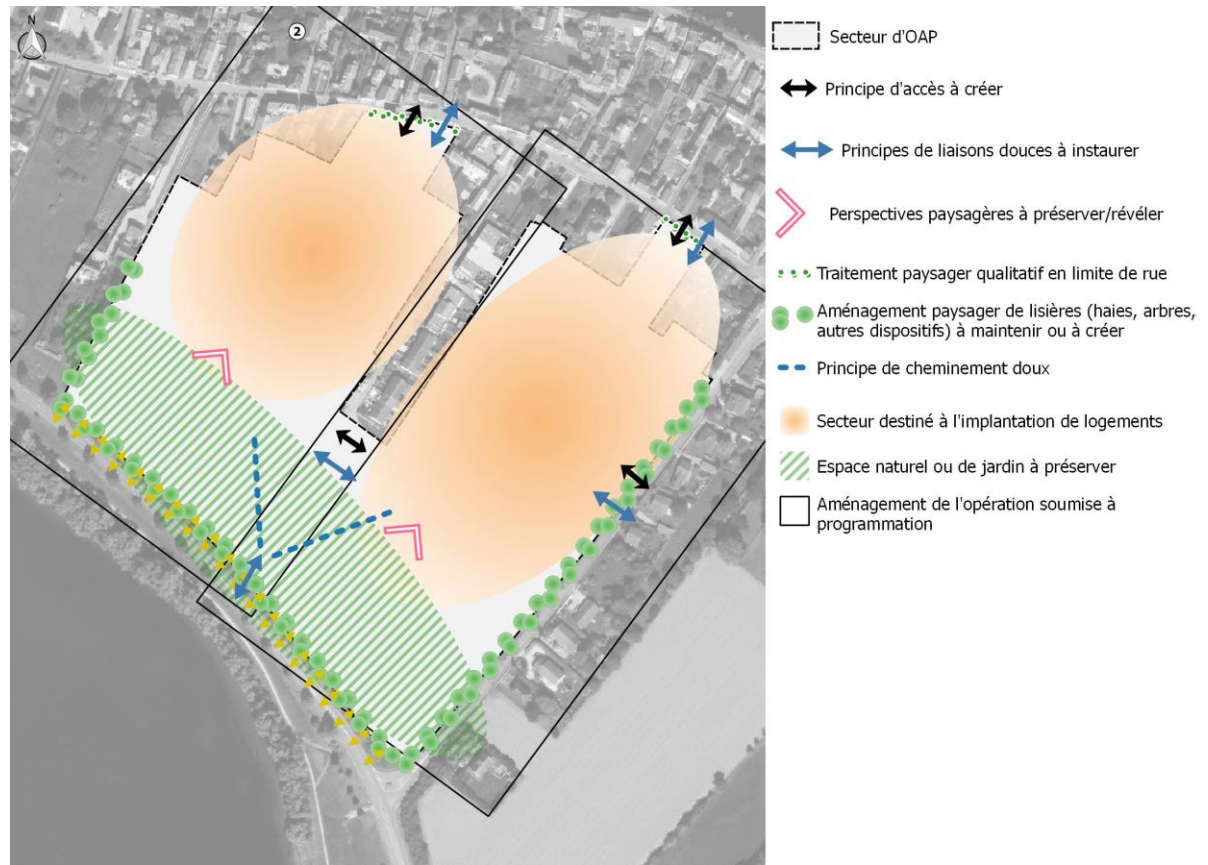 N
2
Secteur d'OAP
Principe d'accès à créer
Principes de liaisons douces à instaurer
Perspectives paysagères à préserver/révéler
Traitement paysager qualitatif en limite de rue
Aménagement paysager de lisières (haies, arbres,
autres dispositifs) à maintenir ou à créer
Principe de cheminement doux
Secteur destiné à l'implantation de logements
Espace naturel ou de jardin à préserver
Aménagement de l'opération soumise à
programmation